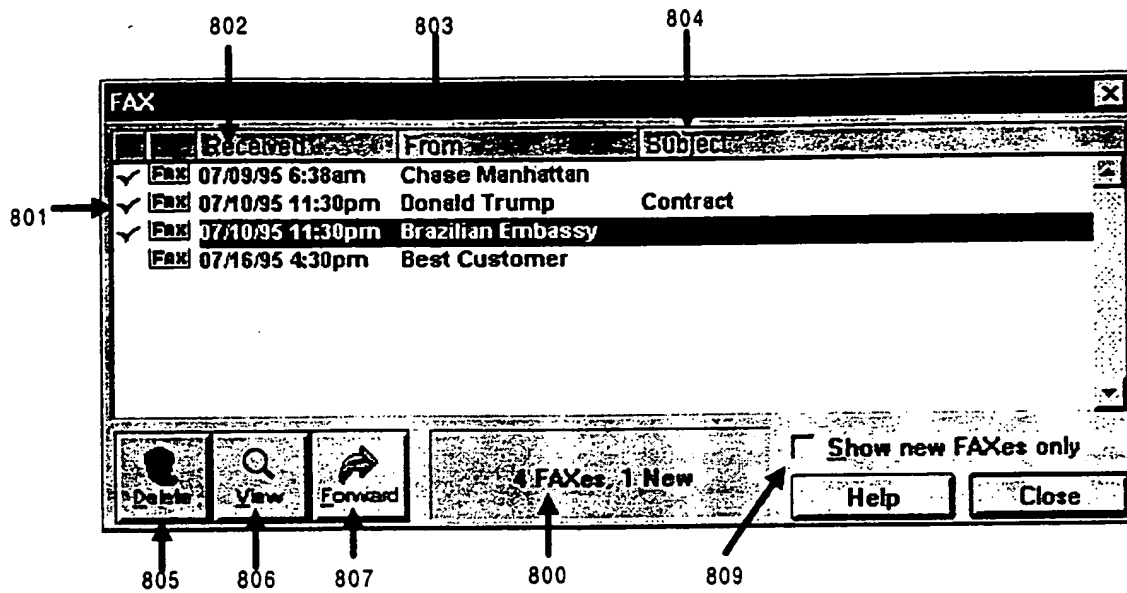 802 803 804
FAX
Received From Subject
FAX 07/09/95 6:38am Chase Manhattan
801
FAX 07/10/95 11:30pm Donald Trump Contract
FAX 07/10/95 11:30pm Brazilian Embassy
FAX 07/16/95 4:30pm Best Customer
Delete View Forward
4 FAXes, 1 New
Show new FAXes only
Help Close
805 806 807 800 809